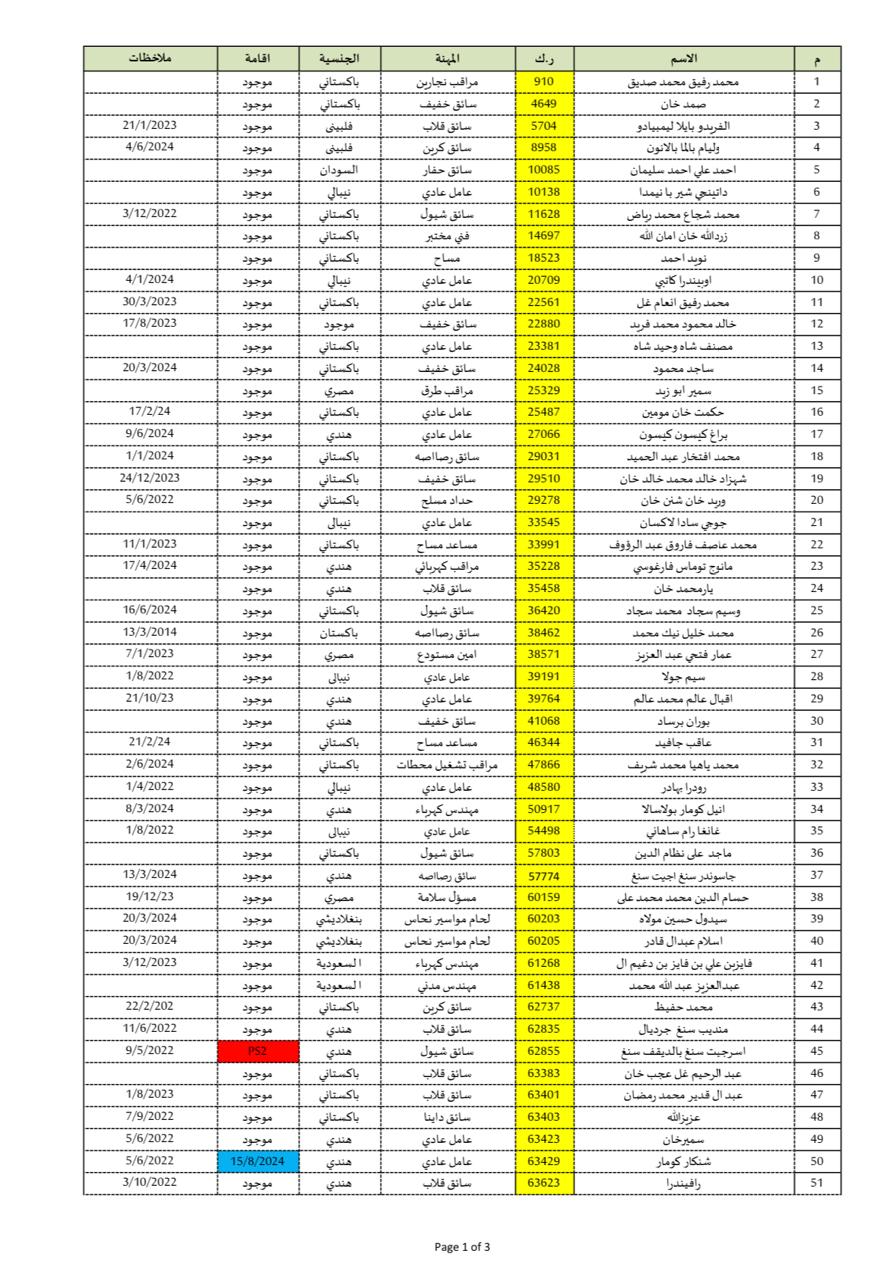 م الاسم ر.ك المهنة الجنسية اقامة ملاحظات
1 محمد رفيق محمد صديق 910 مراقب نجارين باكستاني موجود
2 صمد خان 4649 سائق خفيف باكستاني موجود
3 الفريدو بايلا ليمبيادو 5704 سائق قلاب فلبينى موجود 21/1/2023
4 وليام بالما بالانون 8958 سائق كرين فلبينى موجود 4/6/2024
5 احمد علي احمد سليمان 10085 سائق حفار السودان موجود
6 داتينجي شير با نيمدا 10138 عامل عادي نيبالي موجود
7 محمد شجاع محمد رياض 11628 سائق شيول باكستاني موجود 3/12/2022
8 زردالله خان امان الله 14697 فني مختبر باكستاني موجود
9 نويد احمد 18523 مساح باكستاني موجود
10 اوبيندرا كاتبي 20709 عامل عادي نيبالي موجود 4/1/2024
11 محمد رفيق انعام غل 22561 عامل عادي باكستاني موجود 30/3/2023
12 خالد محمود محمد فريد 22880 سائق خفيف موجود موجود 17/8/2023
13 مصنف شاه وحيد شاه 23381 عامل عادي باكستاني موجود
14 ساجد محمود 24028 سائق خفيف باكستاني موجود 20/3/2024
15 سمير ابو زيد 25329 مراقب طرق مصري موجود
16 حكمت خان مومين 25487 عامل عادي باكستاني موجود 17/2/24
17 براغ كيسون كيسون 27066 عامل عادي هندي موجود 9/6/2024
18 محمد افتخار عبد الحميد 29031 سائق رصااصه باكستاني موجود 1/1/2024
19 شهزاد خالد محمد خالد خان 29510 سائق خفيف باكستاني موجود 24/12/2023
20 وريد خان شنن خان 29278 حداد مسلح باكستاني موجود 5/6/2022
21 جوجي سادا لاكسان 33545 عامل عادي نيبالى موجود
22 محمد عاصف فاروق عبد الرؤوف 33991 مساعد مساح باكستاني موجود 11/1/2023
23 مانوج توماس فارغوسي 35228 مراقب كهربائي هندي موجود 17/4/2024
24 يارمحمد خان 35458 سائق قلاب هندي موجود
25 وسيم سجاد محمد سجاد 36420 سائق شيول باكستاني موجود 16/6/2024
26 محمد خليل نيك محمد 38462 سائق رصااصه باكستان موجود 13/3/2014
27 عمار فتحي عبد العزيز 38571 امين مستودع مصري موجود 7/1/2023
28 سيم جولا 39191 عامل عادي نيبالى موجود 1/8/2022
29 اقبال عالم محمد عالم 39764 عامل عادي هندي موجود 21/10/23
30 بوران برساد 41068 سائق خفيف هندي موجود
31 عاقب جافيد 46344 مساعد مساح باكستاني موجود 21/2/24
32 محمد ياهيا محمد شريف 47866 مراقب تشغيل محطات باكستاني موجود 2/6/2024
33 رودرا بهادر 48580 عامل عادي نيبالي موجود 1/4/2022
34 انيل كومار بولاسالا 50917 مهندس كهرباء هندي موجود 8/3/2024
35 غانغا رام ساهاني 54498 عامل عادي نيبالى موجود 1/8/2022
36 ماجد على نظام الدين 57803 سائق شيول باكستاني موجود
37 جاسوندر سنغ اجيت سنغ 57774 سائق رصااصه هندي موجود 13/3/2024
38 حسام الدين محمد محمد على 60159 مسؤل سلامة مصري موجود 19/12/23
39 سيدول حسين مولاه 60203 لحام مواسير نحاس بنغلاديشي موجود 20/3/2024
40 اسلام عبدال قادر 60205 لحام مواسير نحاس بنغلاديشي موجود 20/3/2024
41 فايزبن علي بن فايز بن دغيم ال 61268 مهندس كهرباء السعودية موجود 3/12/2023
42 عبدالعزيز عبد الله محمد 61438 مهندس مدني السعودية موجود
43 محمد حفيظ 62737 سائق كرين باكستاني موجود 22/2/202
44 منديب سنغ جرديال 62835 سائق قلاب هندي موجود 11/6/2022
45 اسرجيت سنغ بالديقف سنغ 62855 سائق شيول هندي PS2 9/5/2022
46 عبد الرحيم غل عجب خان 63383 سائق قلاب باكستاني موجود
47 عبد ال قدير محمد رمضان 63401 سائق قلاب باكستاني موجود 1/8/2023
48 عزيزالله 63403 سائق داينا باكستاني موجود 7/9/2022
49 سميرخان 63423 عامل عادي هندي موجود 5/6/2022
50 شنكار كومار 63429 عامل عادي هندي 15/8/2024 5/6/2022
51 رافيندرا 63623 سائق قلاب هندي موجود 3/10/2022
Page 1 of 3